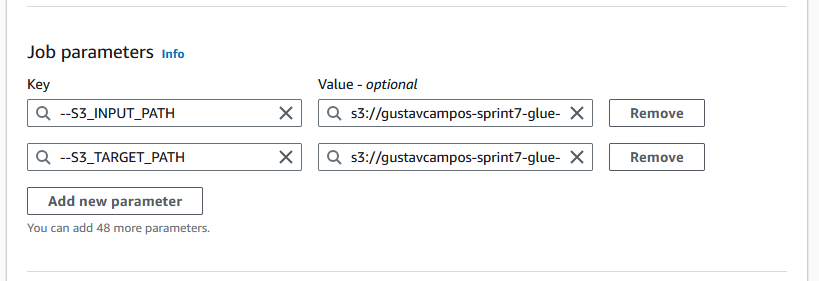 Job parameters Info
Key Value - optional
--S3_INPUT_PATH s3://gustavcampos-sprint7-glue- Remove
--S3_TARGET_PATH s3://gustavcampos-sprint7-glue- Remove
Add new parameter
You can add 48 more parameters.